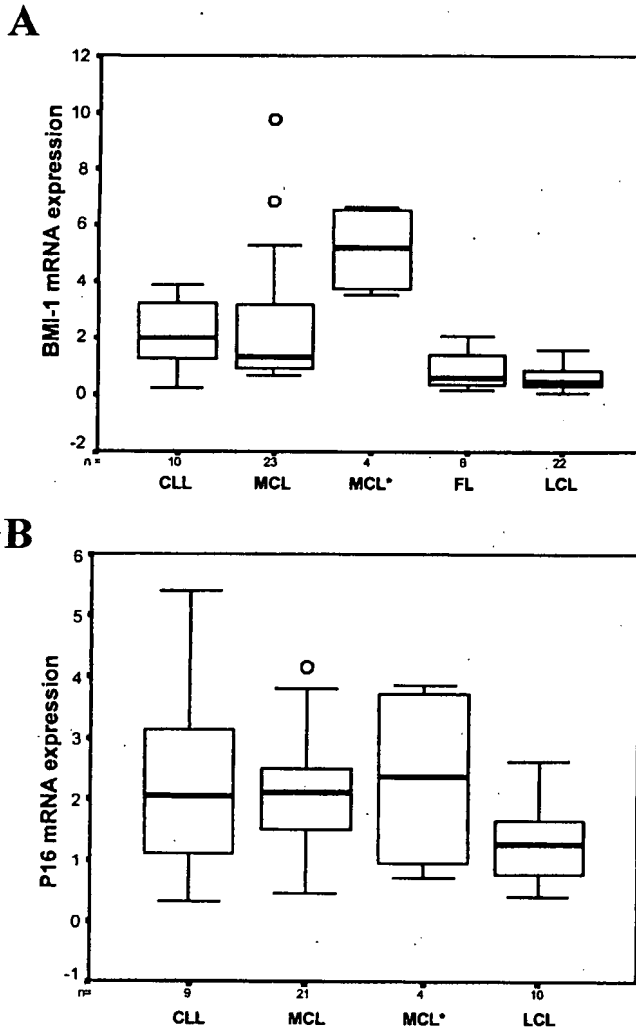 A
BMI-1 mRNA expression
12
10
8
6
4
2
0
-2
n = 10 23 4 8 22
CLL MCL MCL* FL LCL
B
P16 mRNA expression
6
5
4
3
2
1
0
-1
n= 9 21 4 10
CLL MCL MCL* LCL